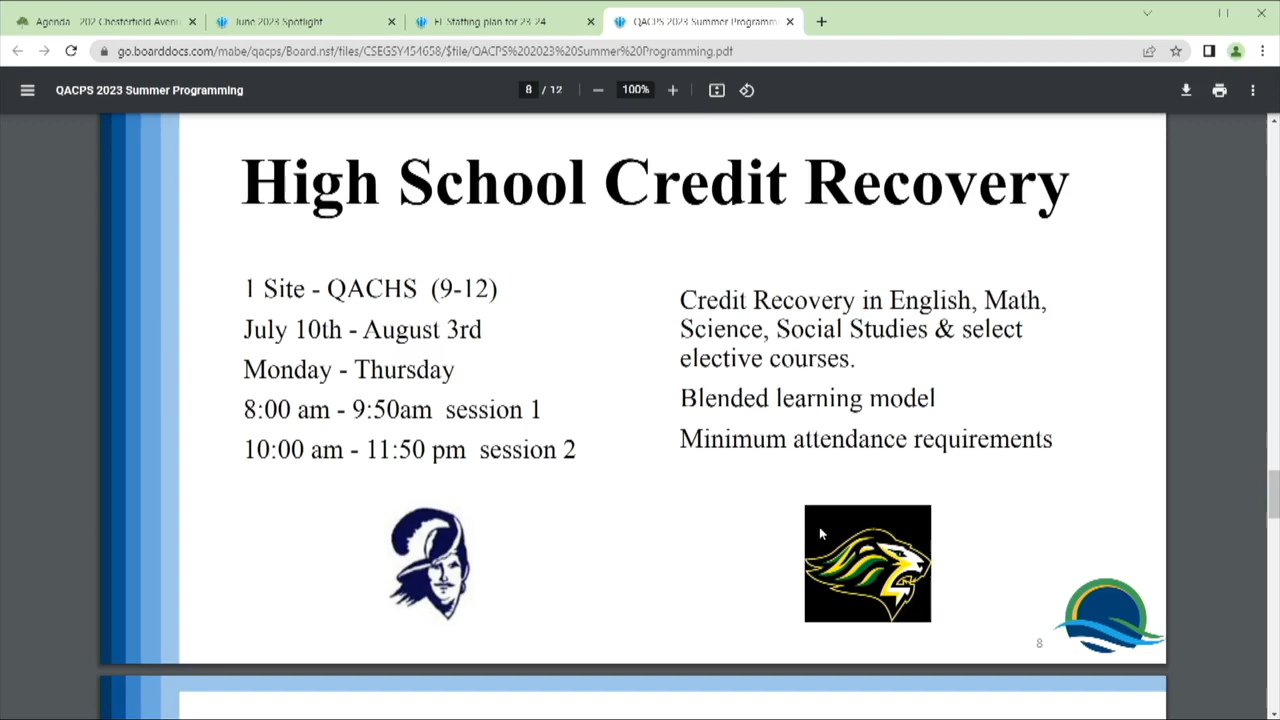 Agenda - 202 Chesterfield Avenu
June 2023 Spotlight
EL Staffing plan for 23-24
QACPS 2023 Summer Programm
go.boarddocs.com/mabe/qacps/Board.nsf/files/CSEGSY454658/$file/QACPS%202023%20Summer%20Programming.pdf
QACPS 2023 Summer Programming
8 / 12
100%
High School Credit Recovery
1 Site - QACHS (9-12)
July 10th - August 3rd
Monday - Thursday
8:00 am - 9:50am session 1
10:00 am - 11:50 pm session 2
Credit Recovery in English, Math,
Science, Social Studies & select
elective courses.
Blended learning model
Minimum attendance requirements
8